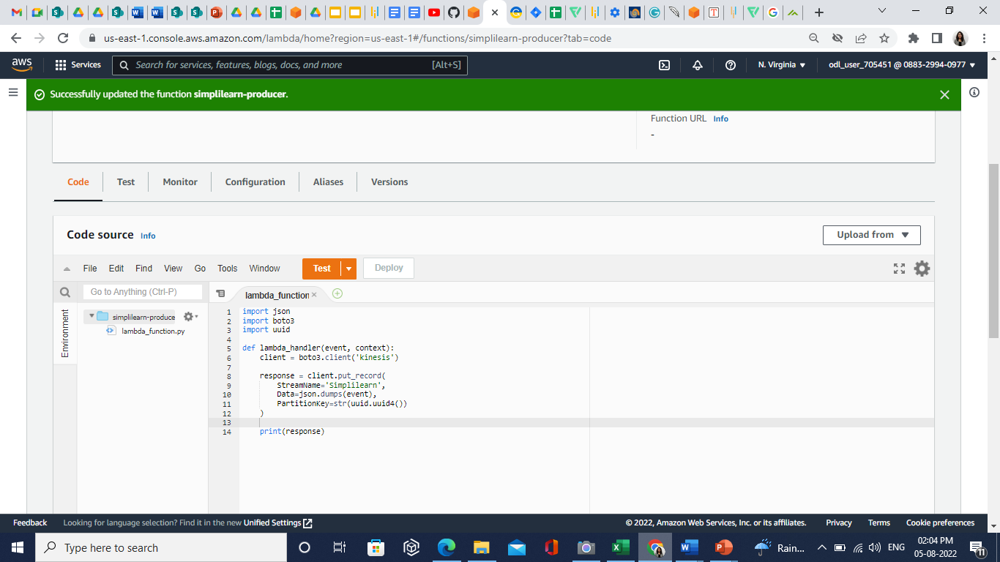 us-east-1.console.aws.amazon.com/lambda/home?region=us-east-1#/functions/simplilearn-producer?tab=code
aws Services Search for services, features, blogs, docs, and more [Alt+S] N. Virginia odl_user_705451 @ 0883-2994-0977
Successfully updated the function simplilearn-producer.
Function URL Info
-
Code Test Monitor Configuration Aliases Versions
Code source Info Upload from
File Edit Find View Go Tools Window Test Deploy
Go to Anything (Ctrl-P) lambda_function
Environment
simplilearn-produce
lambda_function.py
1 import json
2 import boto3
3 import uuid
4
5 def lambda_handler(event, context):
6 client = boto3.client('kinesis')
7
8 response = client.put_record(
9 StreamName='Simplilearn',
10 Data=json.dumps(event),
11 PartitionKey=str(uuid.uuid4())
12 )
13
14 print(response)
Feedback Looking for language selection? Find it in the new Unified Settings © 2022, Amazon Web Services, Inc. or its affiliates. Privacy Terms Cookie preferences
Type here to search Rain... ENG 02:04 PM
05-08-2022 11